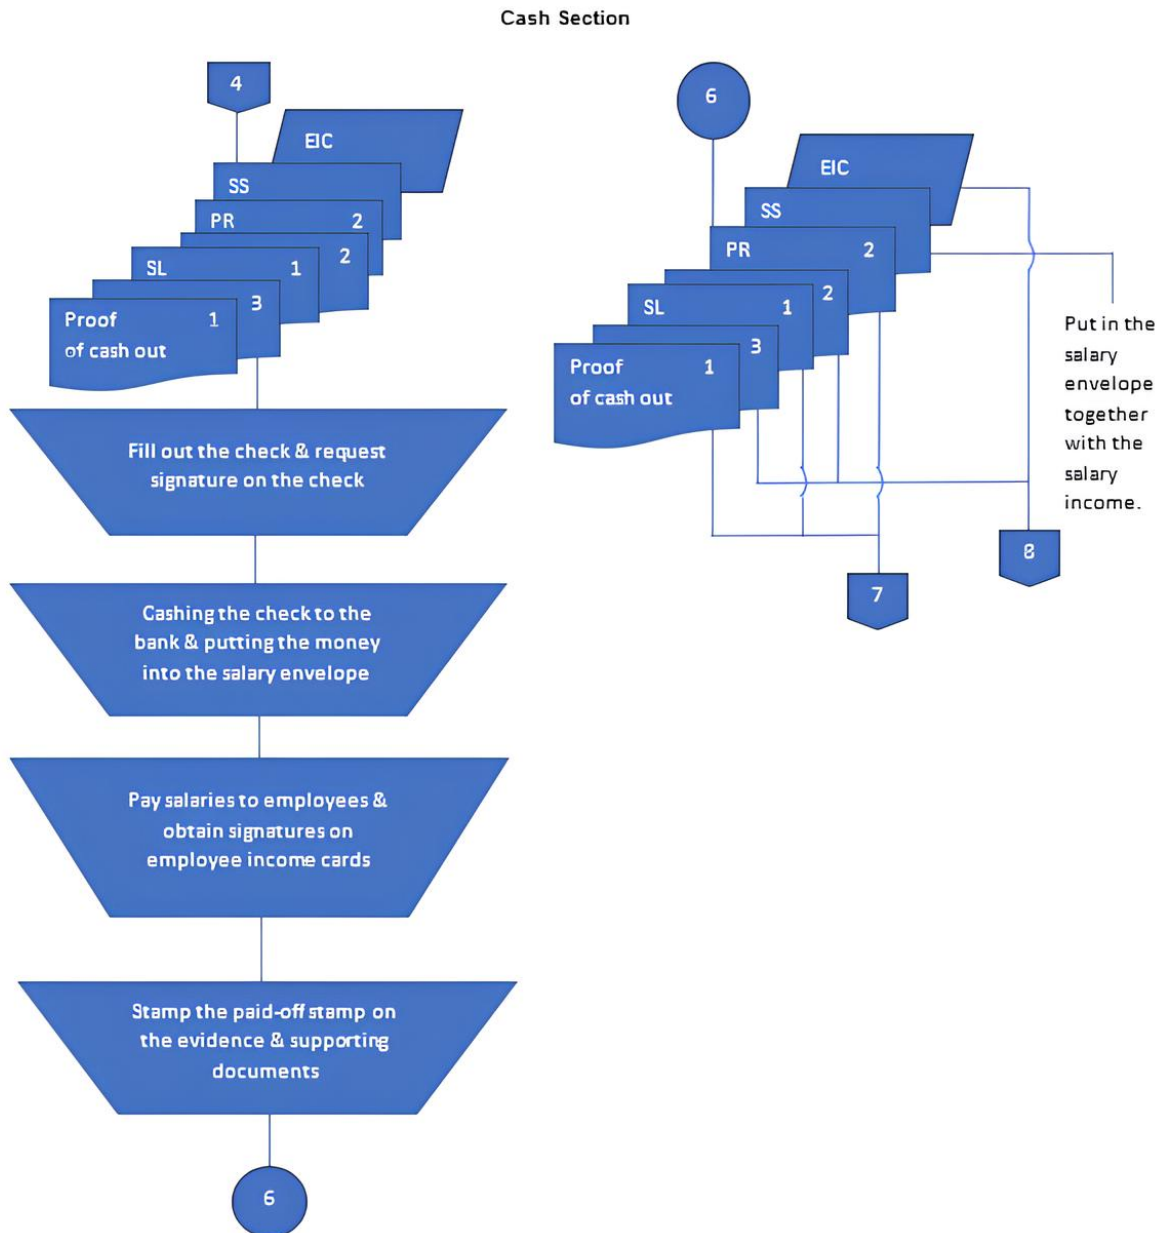 Cash Section
4
EIC
SS
PR 2
2
SL 1
3
Proof 1
of cash out
Fill out the check & request
signature on the check
Cashing the check to the
bank & putting the money
into the salary envelope
Pay salaries to employees &
obtain signatures on
employee income cards
Stamp the paid-off stamp on
the evidence & supporting
documents
6
6
EIC
SS
PR 2
2
SL 1
3
Proof 1
of cash out
Put in the
salary
envelope
together
with the
salary
income.
8
7